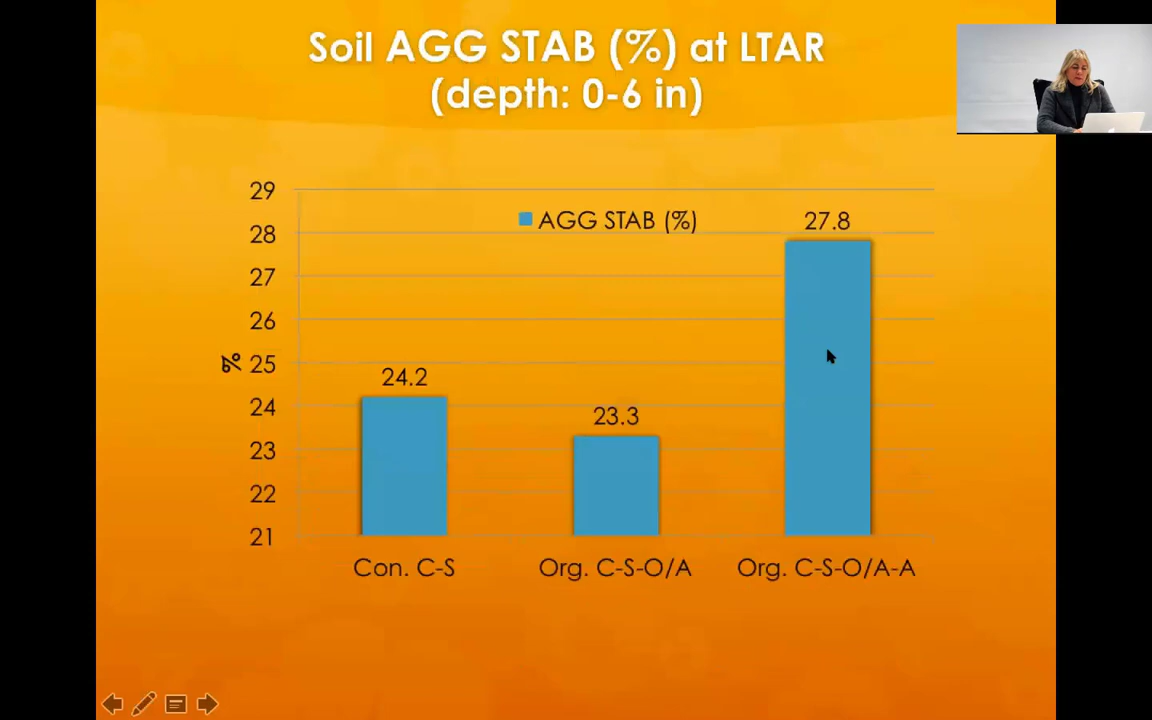 Soil AGG STAB (%) at LTAR
(depth: 0-6 in)
29
28
27
26
25
24
23
22
21
%
AGG STAB (%)
24.2
23.3
27.8
Con. C-S
Org. C-S-O/A
Org. C-S-O/A-A